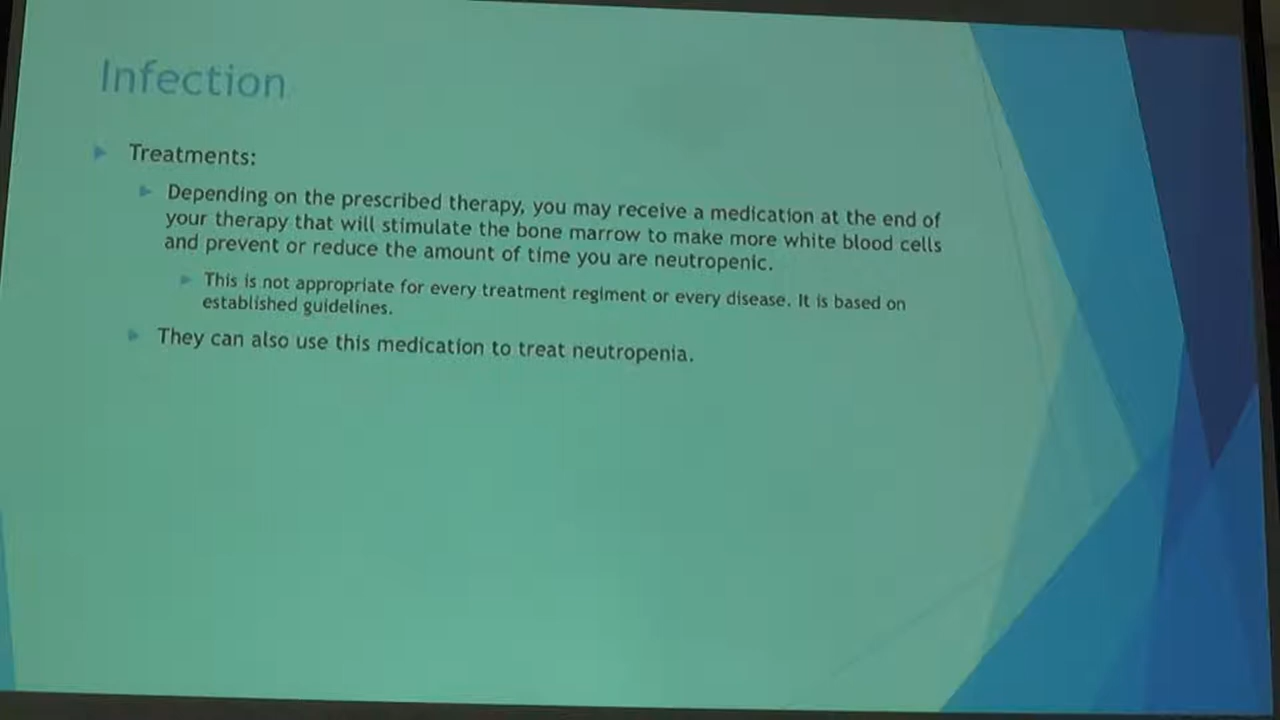 Infection
Treatments:
Depending on the prescribed therapy, you may receive a medication at the end of
your therapy that will stimulate the bone marrow to make more white blood cells
and prevent or reduce the amount of time you are neutropenic.
This is not appropriate for every treatment regiment or every disease. It is based on
established guidelines.
They can also use this medication to treat neutropenia.